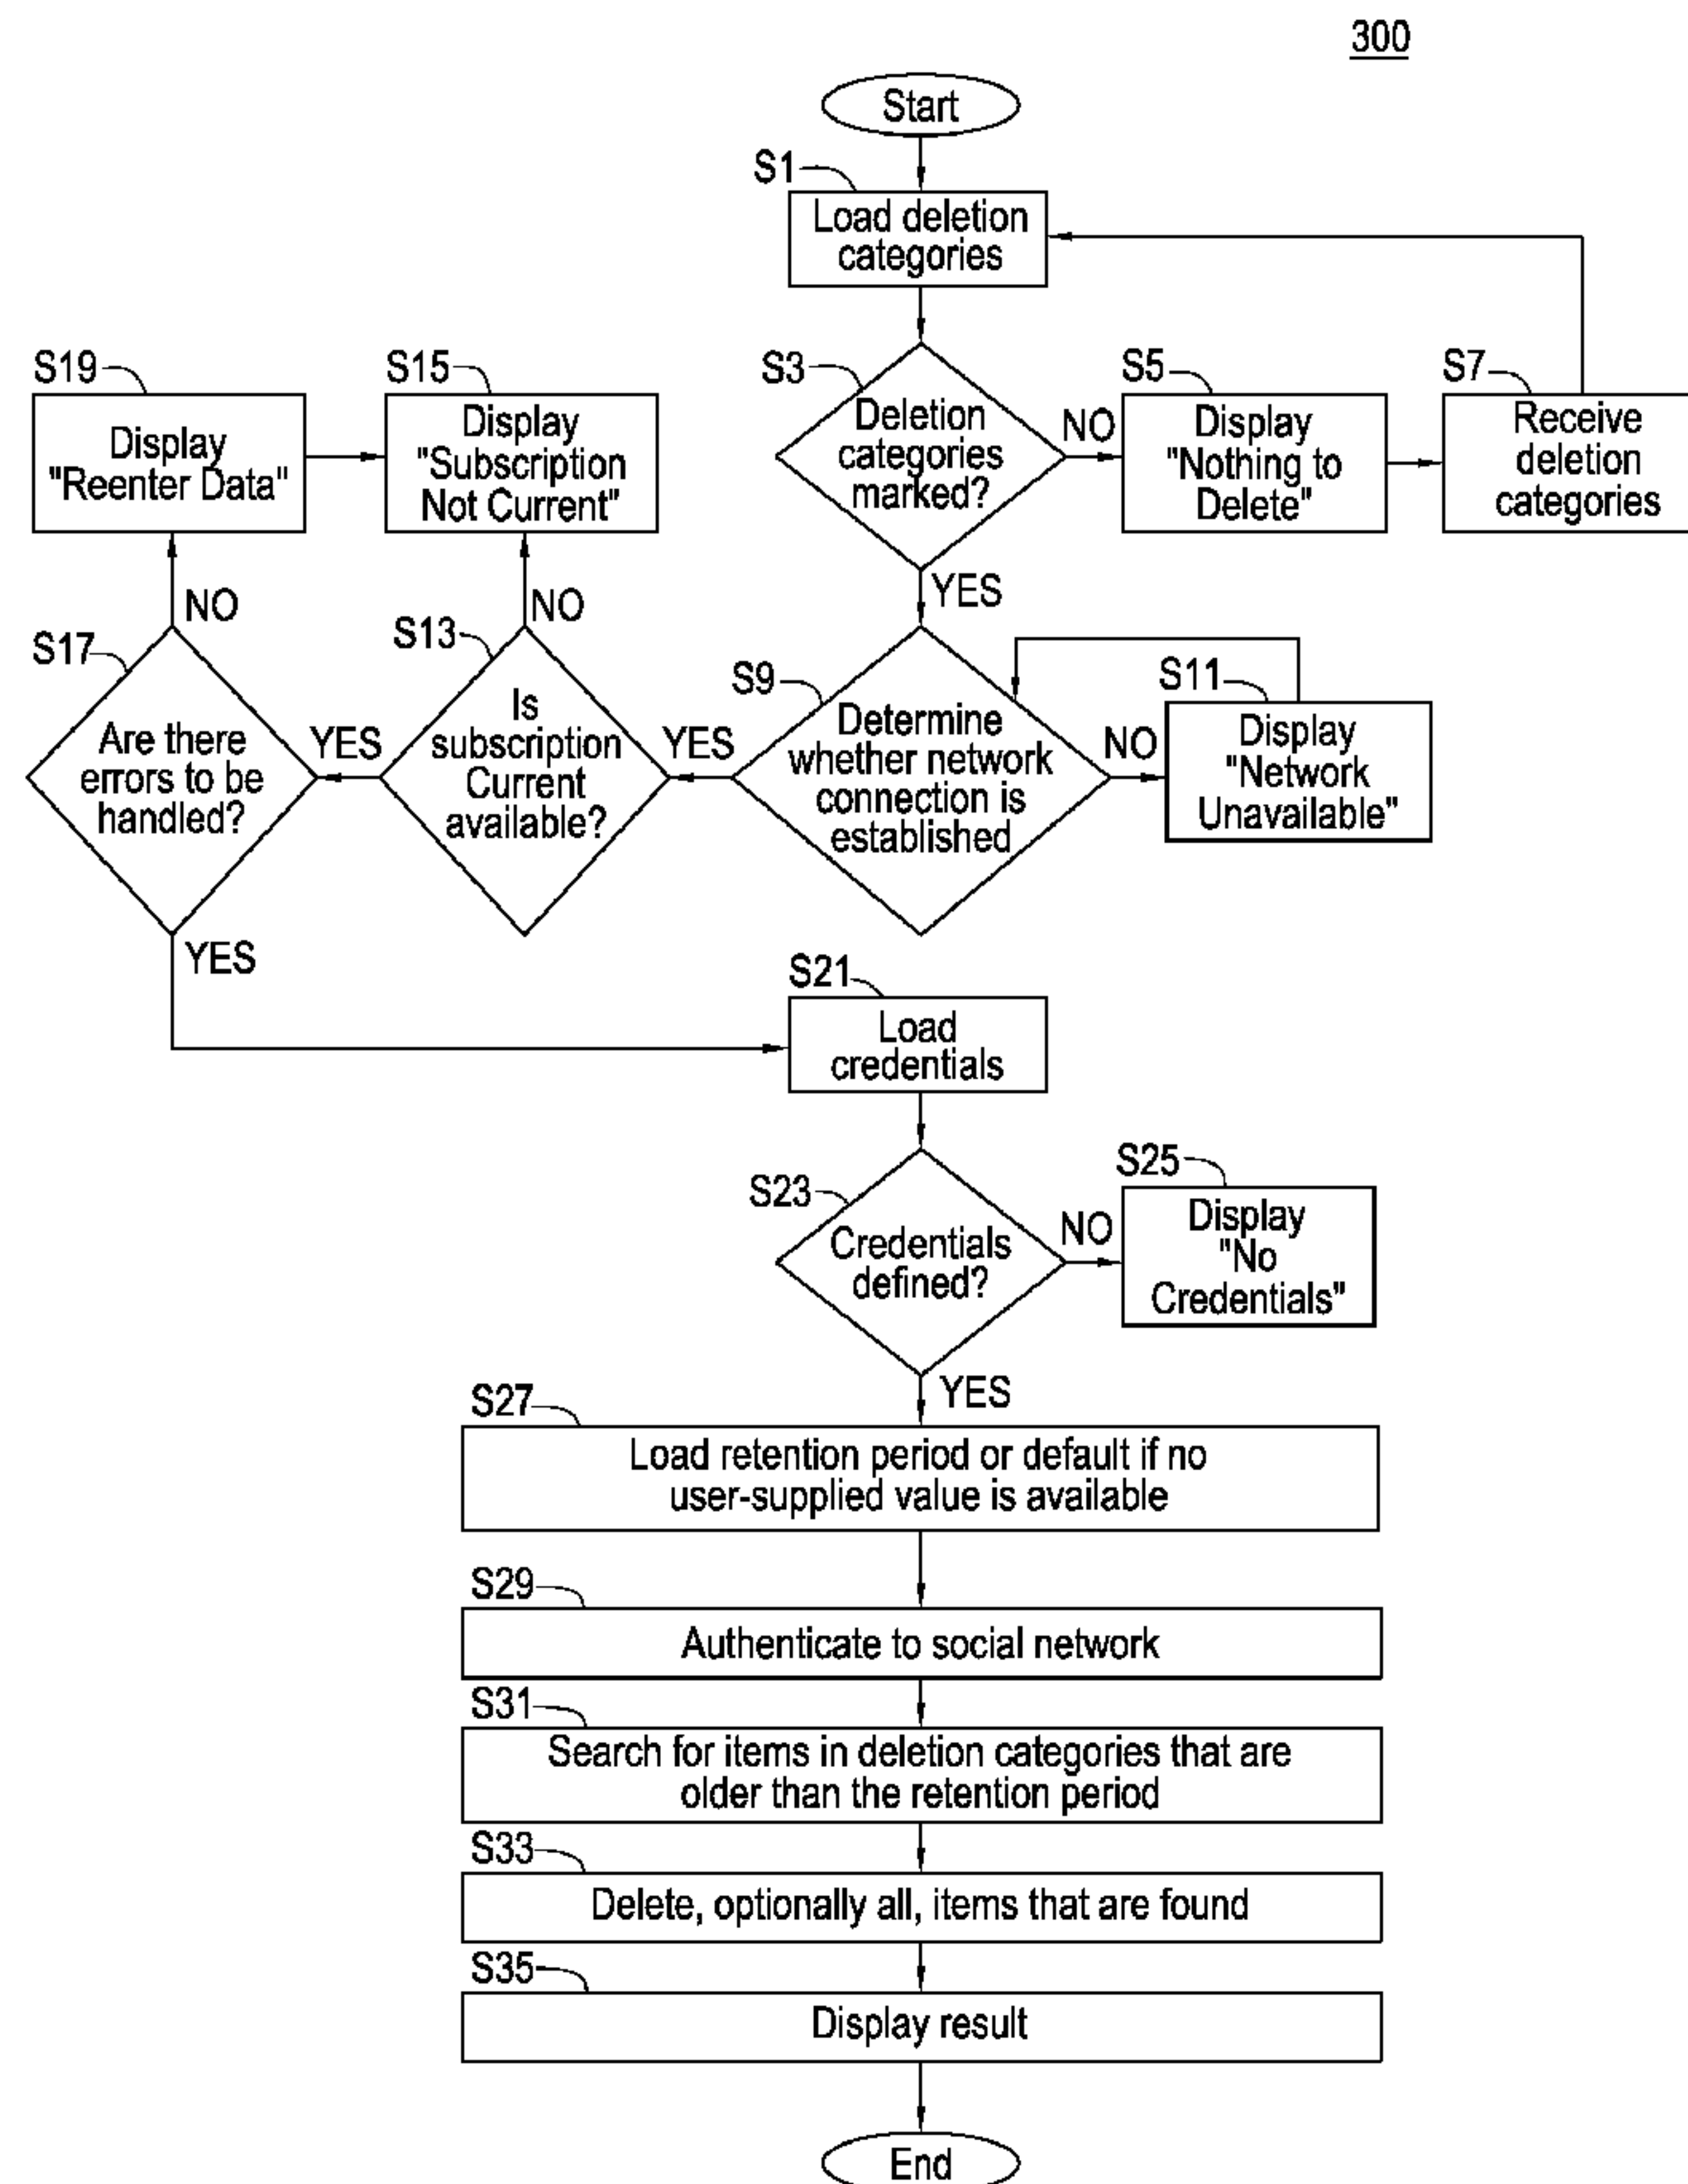 300
Start
S1
Load deletion
categories
S3
Deletion
categories
marked?
NO
S5
Display
"Nothing to
Delete"
S7
Receive
deletion
categories
YES
S9
Determine
whether network
connection is
established
NO
S11
Display
"Network
Unavailable"
YES
S13
Is
subscription
Current
available?
NO
S15
Display
"Subscription
Not Current"
YES
S17
Are there
errors to be
handled?
NO
S19
Display
"Reenter Data"
YES
S21
Load
credentials
S23
Credentials
defined?
NO
S25
Display
"No
Credentials"
YES
S27
Load retention period or default if no
user-supplied value is available
S29
Authenticate to social network
S31
Search for items in deletion categories that are
older than the retention period
S33
Delete, optionally all, items that are found
S35
Display result
End